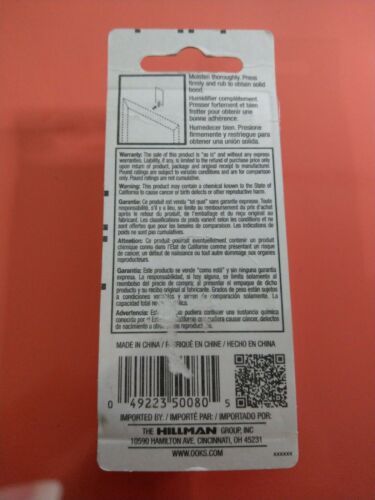 Moisten thoroughly. Press
firmly and rub to obtain solid
bond.
Humidifier complètement.
Presser fortement et bien
frotter pour obtenir une
bonne adhérence.
Humedecer bien. Presione
firmemente y restriegue para
obtener una unión solida.
Warranty: The sale of this product is "as is" and without any express
warranties. Liability, if any, is limited to the refund of purchase price only
upon return of product, package and original receipt to manufacturer.
Pound ratings are subject to variable conditions and are for comparison
only. Pound ratings are not cumulative.
Warning: This product may contain a chemical known to the State of
California to cause cancer or birth defects or other reproductive harm.
Garantie: Ce produit est vendu "tel quel" sans garantie expresse. Toute
responsabilité, s'il y a lieu, se limite au remboursement du prix d'achat
après le retour du produit, de l'emballage et du reçu original au
fabricant. Les classifications de poids varient selon les conditions et ne
sont offertes que pour les besoins de comparaison. Les indications de
poids ne sont pas cumulatives.
Attention: Ce produit pourrait éventuellement contenir un produit
chimique connu dans l'État de Californie comme présentant un risque
de cancer, un défaut de naissance ou tout autre dommage aux organes
reproducteurs.
Garantía: Este producto se vende "como está" y sin ninguna garantía
expresa. La responsabilidad, si hay alguna, está limitada al reembolso
del precio de compra; al presentar el empaque de dicho
producto y su recibo original al fabricante. Grados de peso están sujetos
a condiciones variables y son de comparación solamente. La
capacidad total no
Advertencia: Este producto pudiera contener una sustancia química
conocida por el Estado de California para causar cáncer, defectos
de nacimiento u otros daños reproductivos.
MADE IN CHINA / FABRIQUÉ EN CHINE / HECHO EN CHINA
0 49223 50080 5
IMPORTED BY: / IMPORTÉ PAR: / IMPORTADO POR:
THE HILLMAN GROUP, INC
10590 HAMILTON AVE. CINCINNATI, OH 45231
WWW.OOKS.COM
xxxxxx